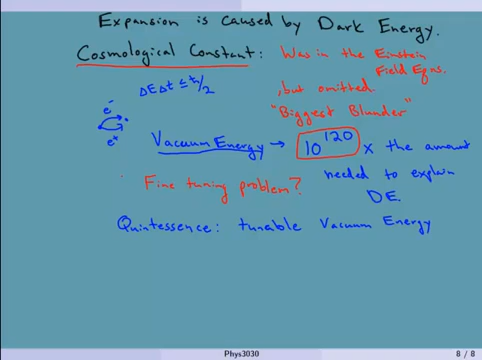 Expansion is caused by Dark Energy.
Cosmological Constant: Was in the Einstein
Field Eqns.
ΔEΔt ≤ ħ/2 , but omitted.
"Biggest Blunder"
e⁻
e⁺
Vacuum Energy → 10^120 x the amount
needed to explain
DE.
Fine tuning problem?
Quintessence: tunable Vacuum Energy
Phys3030
8 / 8